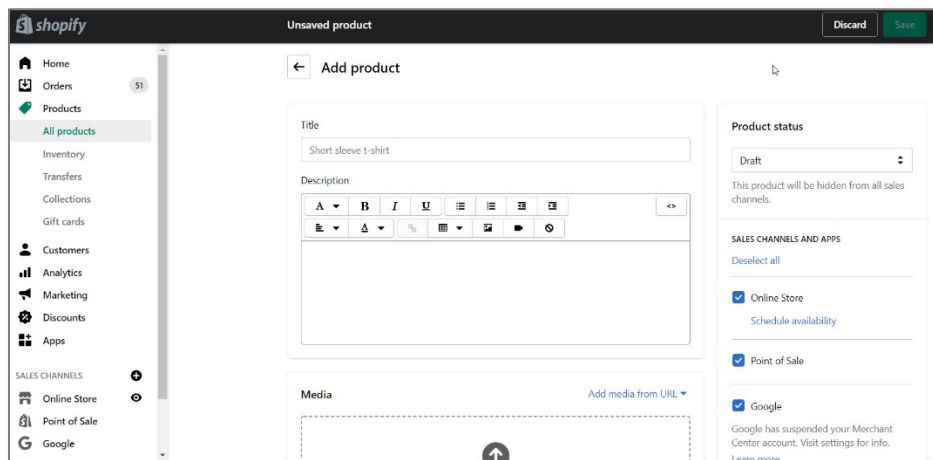 shopify
Unsaved product
Discard
Save
Home
Orders 51
Products
All products
Inventory
Transfers
Collections
Gift cards
Customers
Analytics
Marketing
Discounts
Apps
SALES CHANNELS
Online Store
Point of Sale
Google
Add product
Title
Short sleeve t-shirt
Description
A B I U
A
Media
Add media from URL
Product status
Draft
This product will be hidden from all sales
channels.
SALES CHANNELS AND APPS
Deselect all
Online Store
Schedule availability
Point of Sale
Google
Google has suspended your Merchant
Center account. Visit settings for info.
Learn more